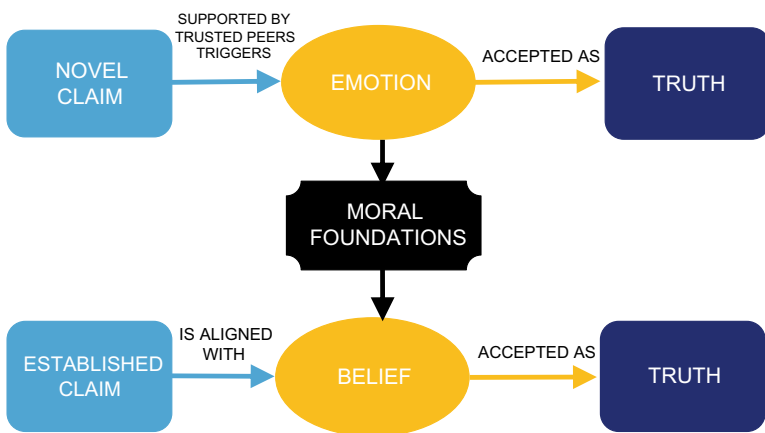 SUPPORTED BY
TRUSTED PEERS
TRIGGERS
NOVEL
CLAIM
EMOTION
ACCEPTED AS
TRUTH
MORAL
FOUNDATIONS
ESTABLISHED
CLAIM
IS ALIGNED
WITH
BELIEF
ACCEPTED AS
TRUTH